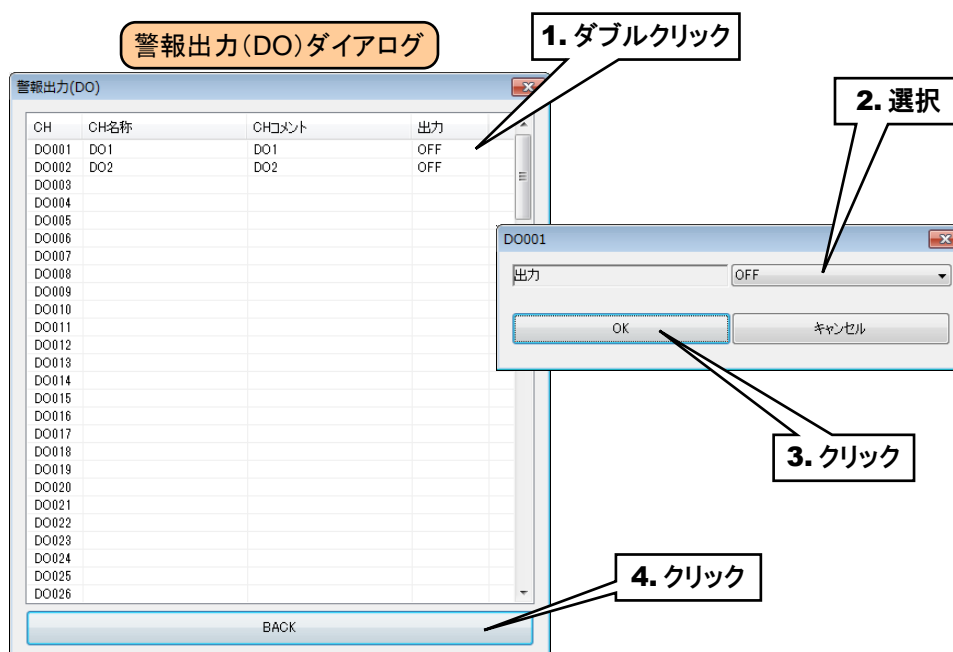 警報出力(DO)ダイアログ
1. ダブルクリック
2. 選択
警報出力(DO)
CH CH名称 CHコメント 出力
DO001 DO1 DO1 OFF
DO002 DO2 DO2 OFF
DO003
DO004
DO005
DO006
DO007
DO008
DO009
DO010
DO011
DO012
DO013
DO014
DO015
DO016
DO017
DO018
DO019
DO020
DO021
DO022
DO023
DO024
DO025
DO026
BACK
DO001
出力 OFF
OK キャンセル
3. クリック
4. クリック